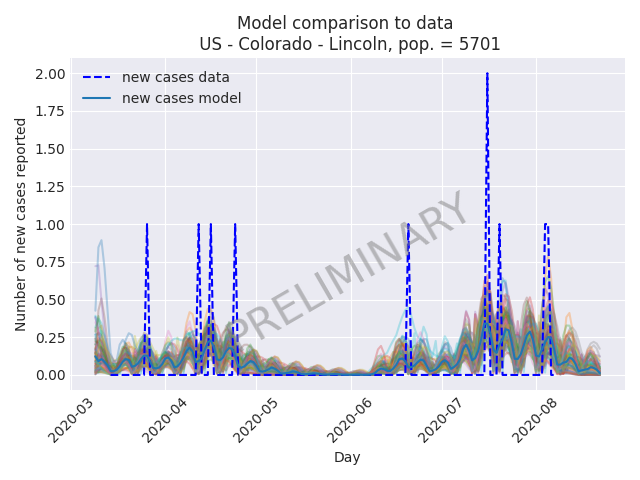 Model comparison to data
US - Colorado - Lincoln, pop. = 5701
2.00
1.75
1.50
1.25
1.00
0.75
0.50
0.25
0.00
Number of new cases reported
new cases data
new cases model
PRELIMINARY
2020-03
2020-04
2020-05
2020-06
2020-07
2020-08
Day